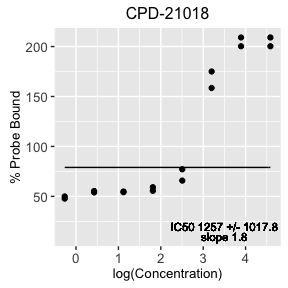 CPD-21018
% Probe Bound
200
150
100
50
IC50 1257 +/- 1017.8
slope 1.8
0
1
2
3
4
log(Concentration)